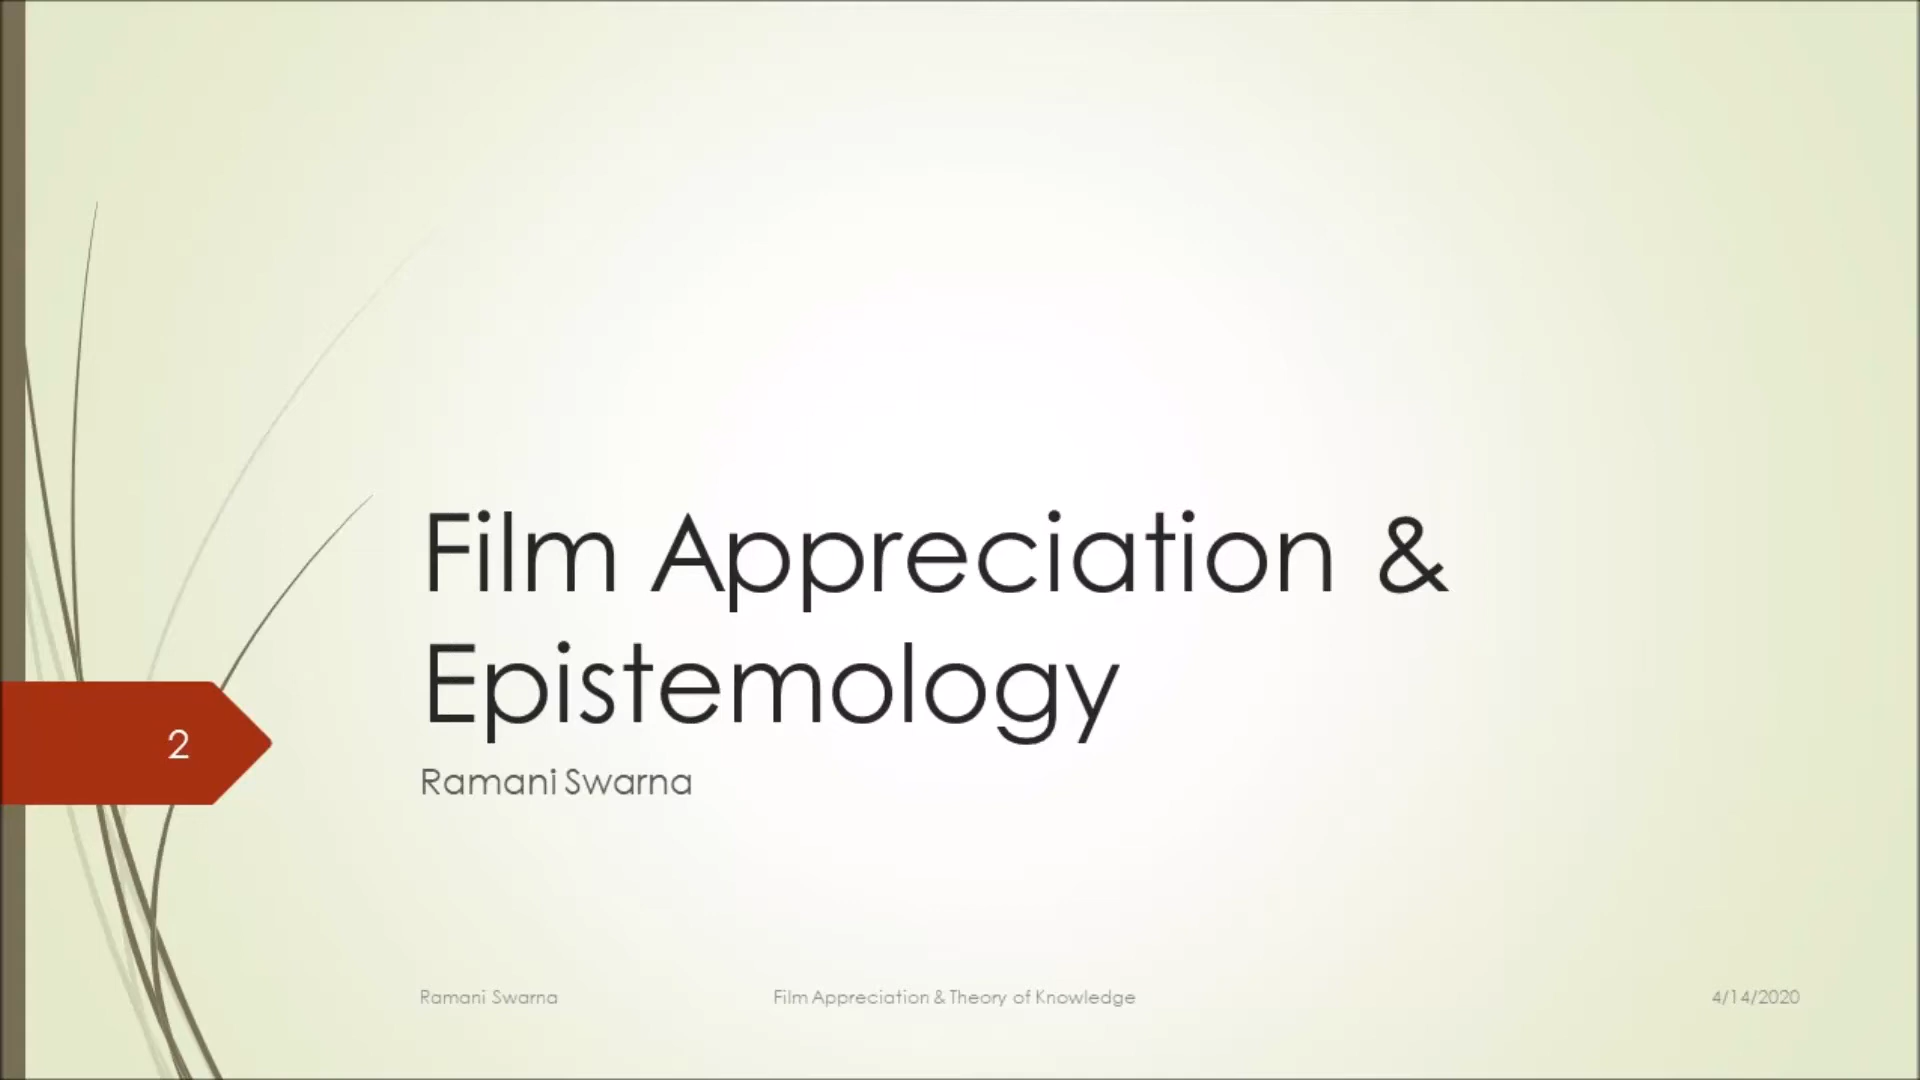 Film Appreciation &
Epistemology
2
Ramani Swarna
Ramani Swarna
Film Appreciation & Theory of Knowledge
4/14/2020